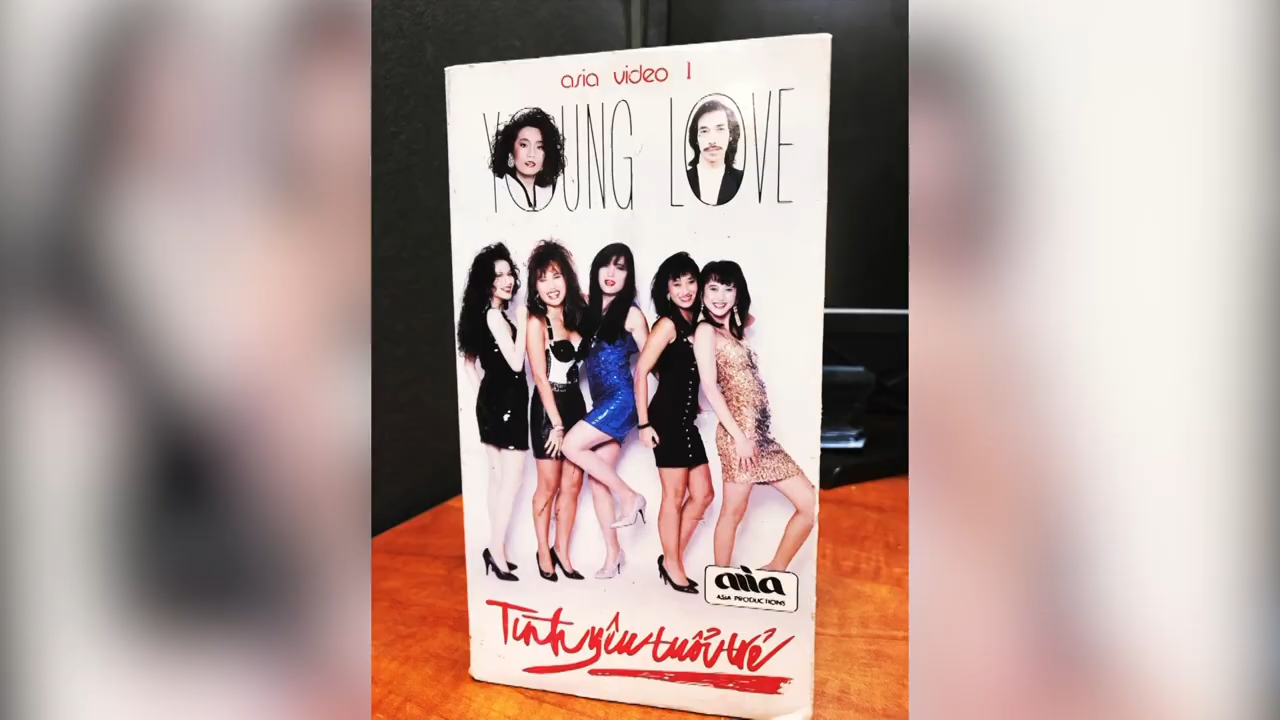 asia video 1
YOUNG LOVE
asia
ASIA PRODUCTIONS
Tình yêu tuổi trẻ